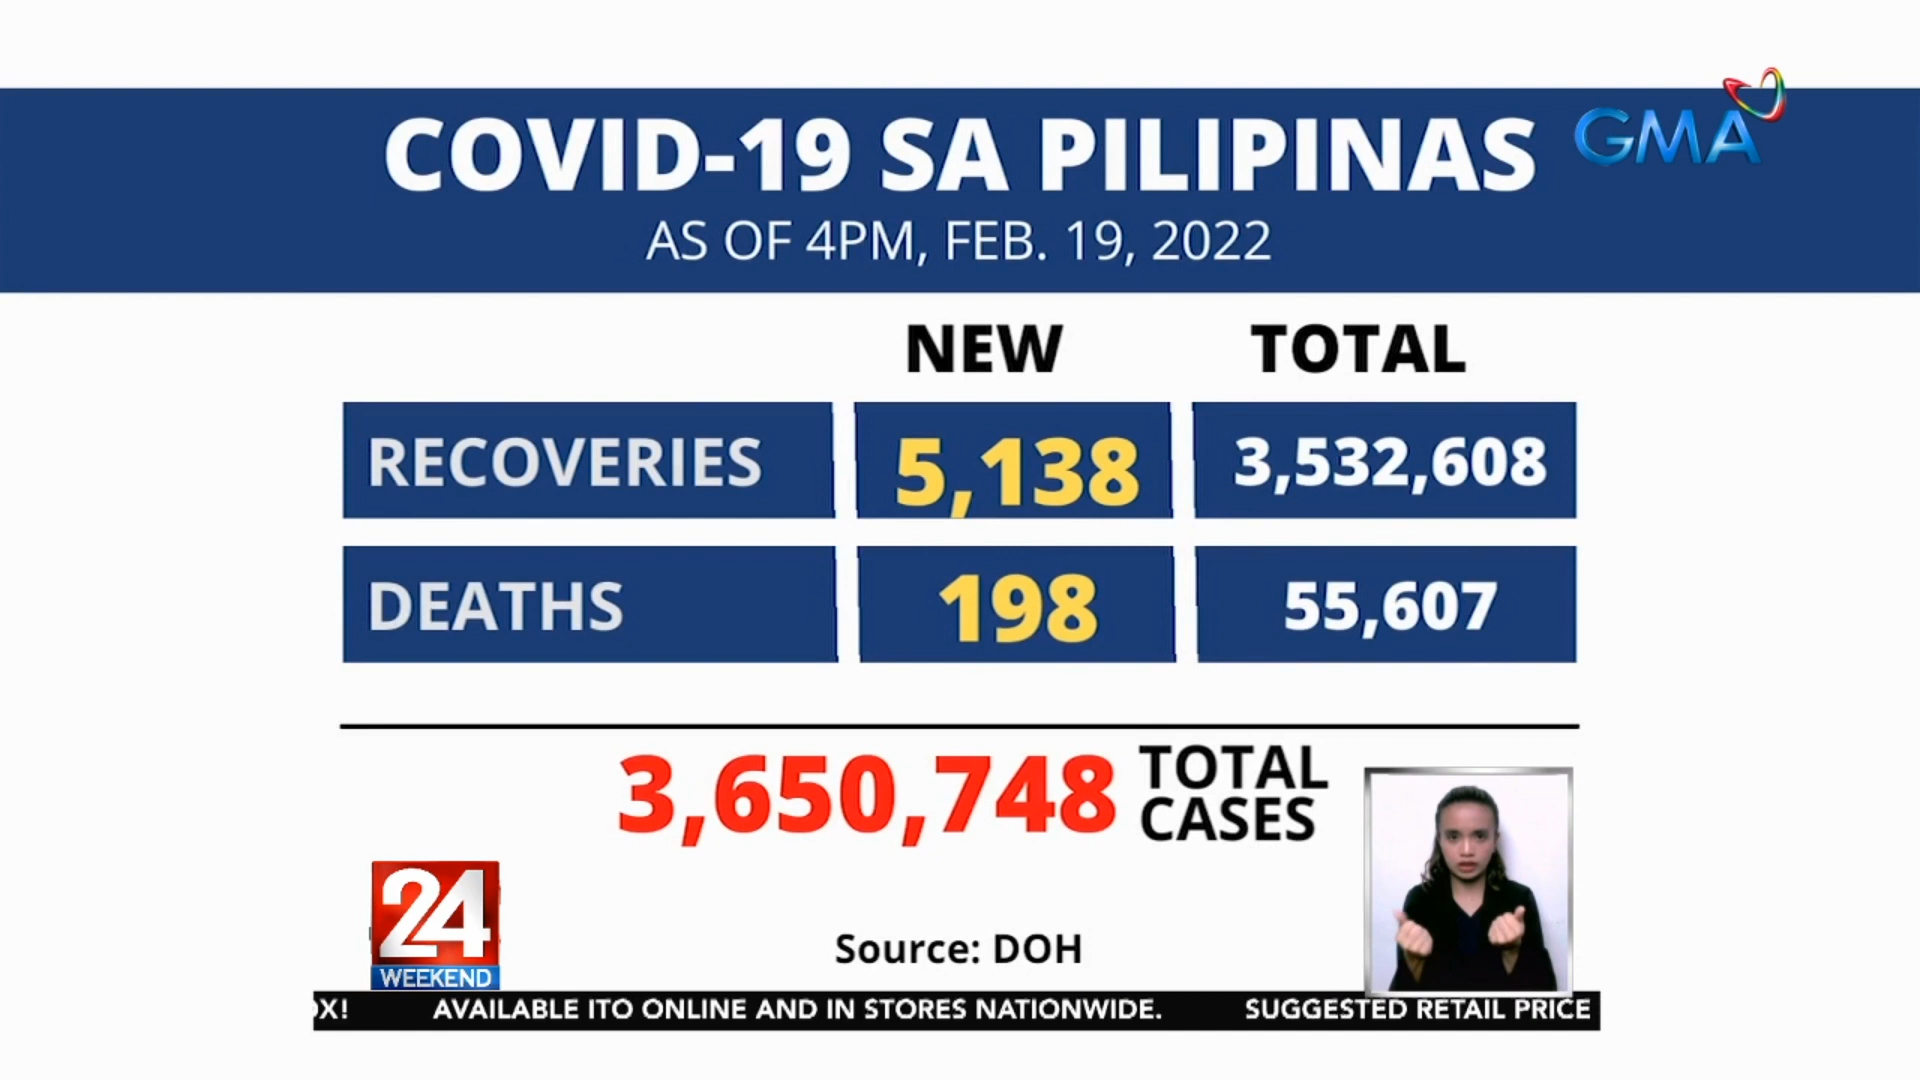 COVID-19 SA PILIPINAS
GMA
AS OF 4PM, FEB. 19, 2022
NEW TOTAL
RECOVERIES 5,138 3,532,608
DEATHS 198 55,607
3,650,748 TOTAL CASES
24
WEEKEND
Source: DOH
OX! AVAILABLE ITO ONLINE AND IN STORES NATIONWIDE. SUGGESTED RETAIL PRICE